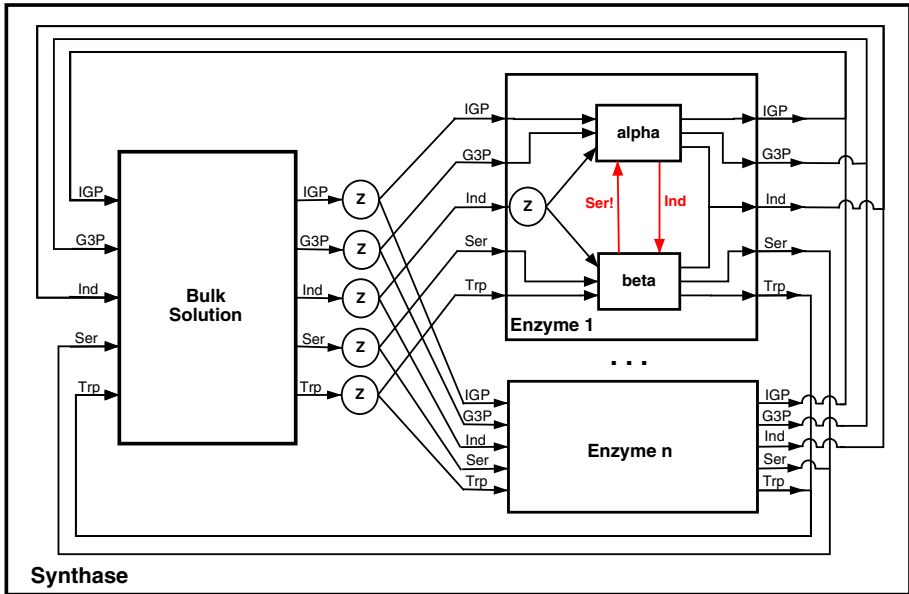 IGP
G3P
Ind
Ser
Trp
Bulk
Solution
IGP
G3P
Ind
Ser
Trp
Z
Z
Z
Z
Z
IGP
G3P
Ind
Ser
Trp
Z
alpha
Ser!
Ind
beta
Enzyme 1
IGP
G3P
Ind
Ser
Trp
. . .
IGP
G3P
Ind
Ser
Trp
Enzyme n
IGP
G3P
Ind
Ser
Trp
Synthase